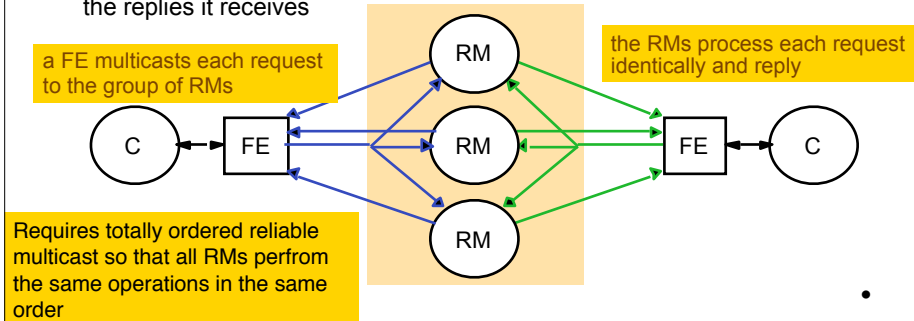 the replies it receives
a FE multicasts each request
to the group of RMs
the RMs process each request
identically and reply
RM
C
FE
RM
FE
C
RM
Requires totally ordered reliable
multicast so that all RMs perfrom
the same operations in the same
order